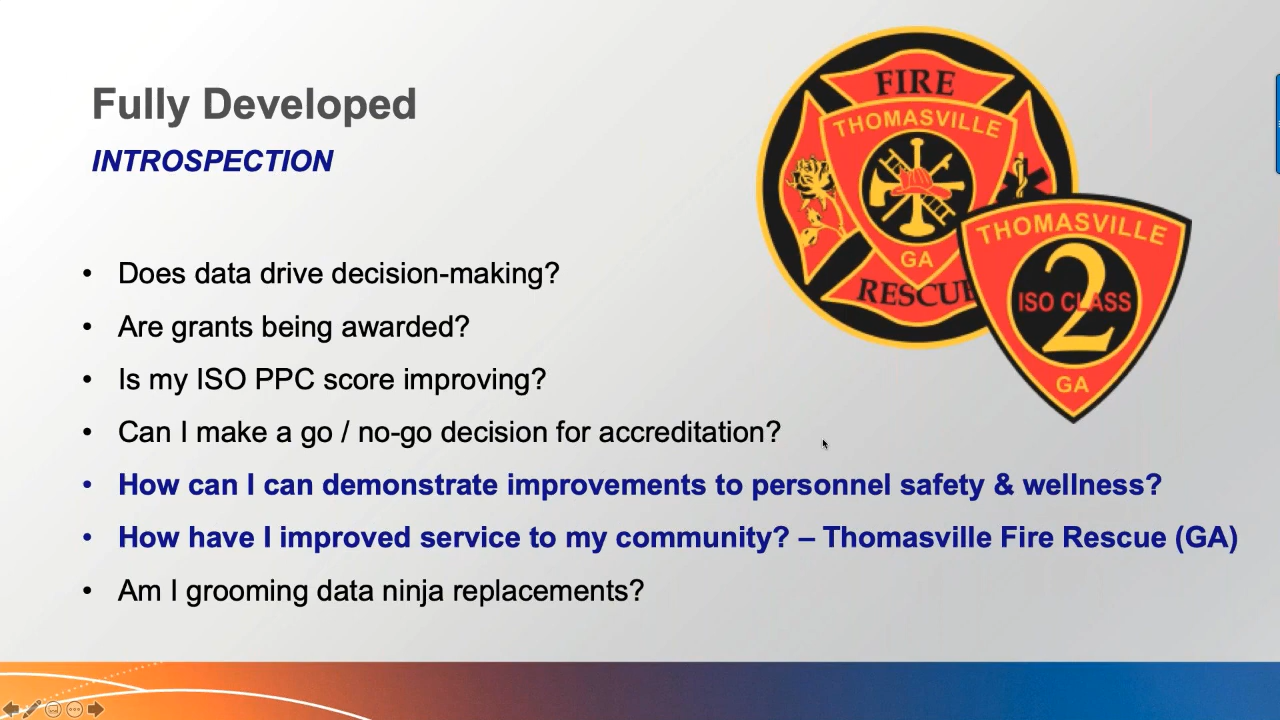 Fully Developed
INTROSPECTION
• Does data drive decision-making?
• Are grants being awarded?
• Is my ISO PPC score improving?
• Can I make a go / no-go decision for accreditation?
• How can I can demonstrate improvements to personnel safety & wellness?
• How have I improved service to my community? – Thomasville Fire Rescue (GA)
• Am I grooming data ninja replacements?
FIRE
THOMASVILLE
GA
RESCUE
THOMASVILLE
2
ISO CLASS
GA